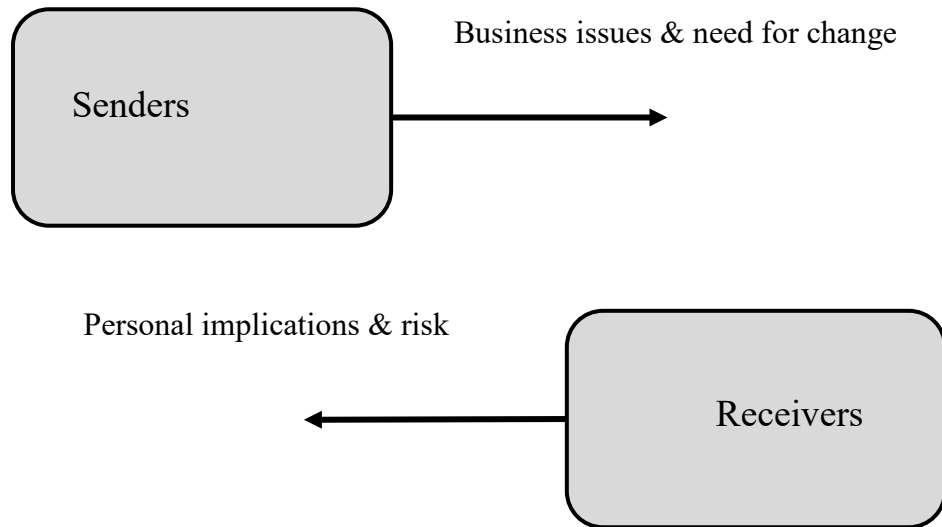 Business issues & need for change
Senders
Personal implications & risk
Receivers